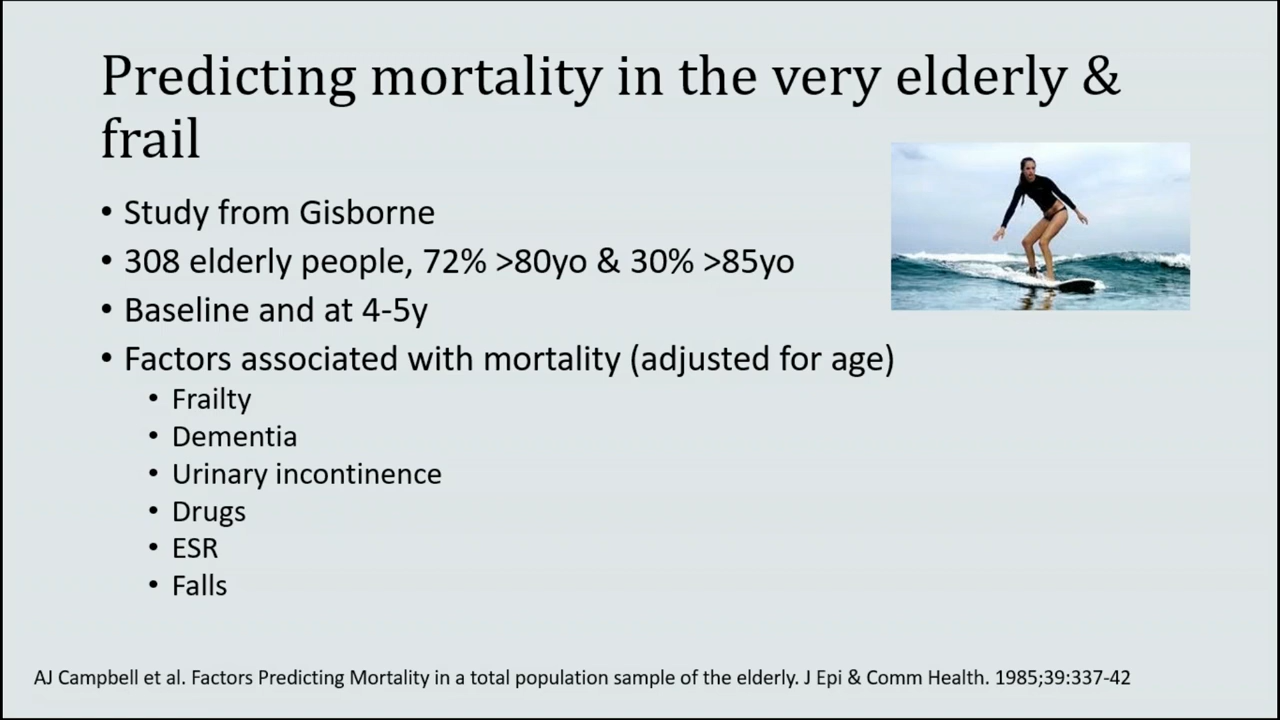 Predicting mortality in the very elderly &
frail
• Study from Gisborne
• 308 elderly people, 72% >80yo & 30% >85yo
• Baseline and at 4-5y
• Factors associated with mortality (adjusted for age)
• Frailty
• Dementia
• Urinary incontinence
• Drugs
• ESR
• Falls
AJ Campbell et al. Factors Predicting Mortality in a total population sample of the elderly. J Epi & Comm Health. 1985;39:337-42